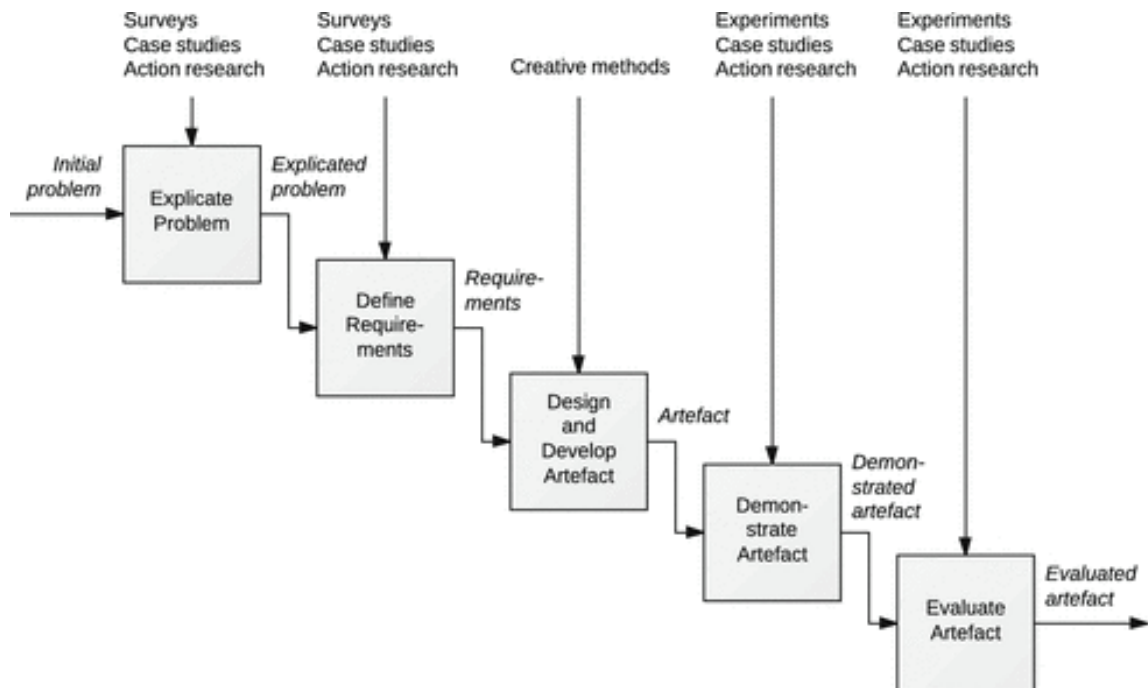 Surveys
Case studies
Action research
Surveys
Case studies
Action research
Creative methods
Experiments
Case studies
Action research
Experiments
Case studies
Action research
Initial
problem
Explicate
Problem
Explicated
problem
Define
Require-
ments
Require-
ments
Design
and
Develop
Artefact
Artefact
Demon-
strate
Artefact
Demon-
strated
artefact
Evaluate
Artefact
Evaluated
artefact